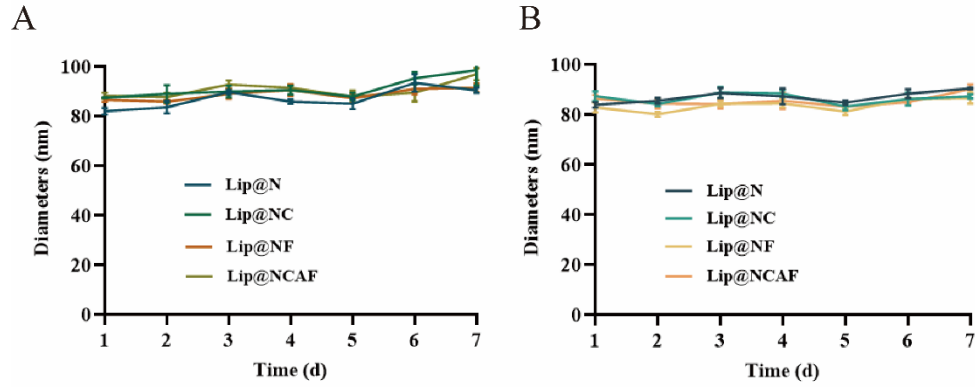 A
Diameters (nm)
100
80
60
40
20
0
Lip@N
Lip@NC
Lip@NF
Lip@NCAF
1 2 3 4 5 6 7
Time (d)
B
Diameters (nm)
100
80
60
40
20
0
Lip@N
Lip@NC
Lip@NF
Lip@NCAF
1 2 3 4 5 6 7
Time (d)